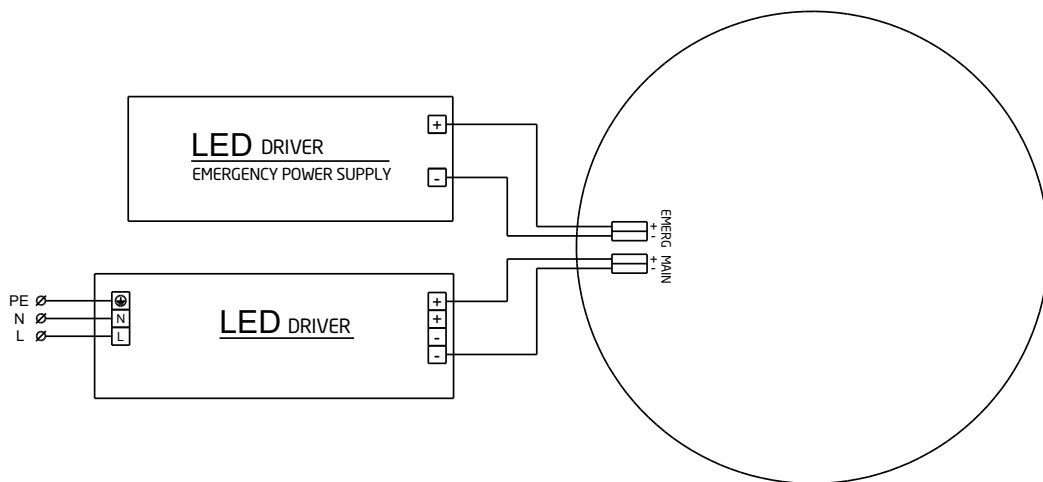 LED DRIVER
EMERGENCY POWER SUPPLY
+
-
EMERG
+
-
MAIN
+
-
PE
N
L
N
L
LED DRIVER
+
+
-
-